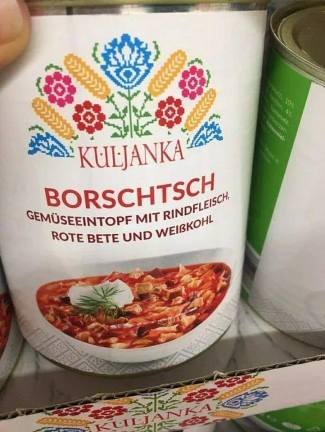 KULJANKA
BORSCHTSCH
GEMÜSEEINTOPF MIT RINDFLEISCH,
ROTE BETE UND WEIßKOHL
KULJANKA